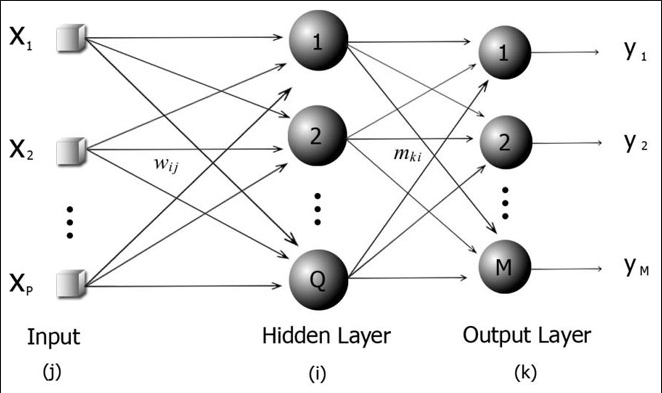 X1 1 1 y1
X2 wij 2 mki 2 y2
XP Q M yM
Input Hidden Layer Output Layer
(j) (i) (k)